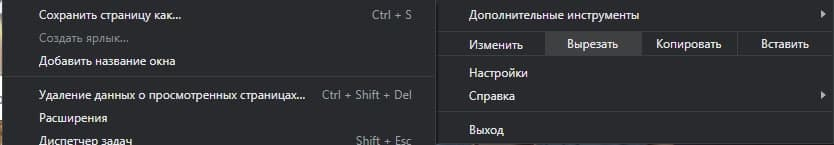 Сохранить страницу как... Ctrl + S
Создать ярлык...
Добавить название окна
Удаление данных о просмотренных страницах... Ctrl + Shift + Del
Расширения
Диспетчер задач Shift + Esc
Дополнительные инструменты
Изменить Вырезать Копировать Вставить
Настройки
Справка
Выход